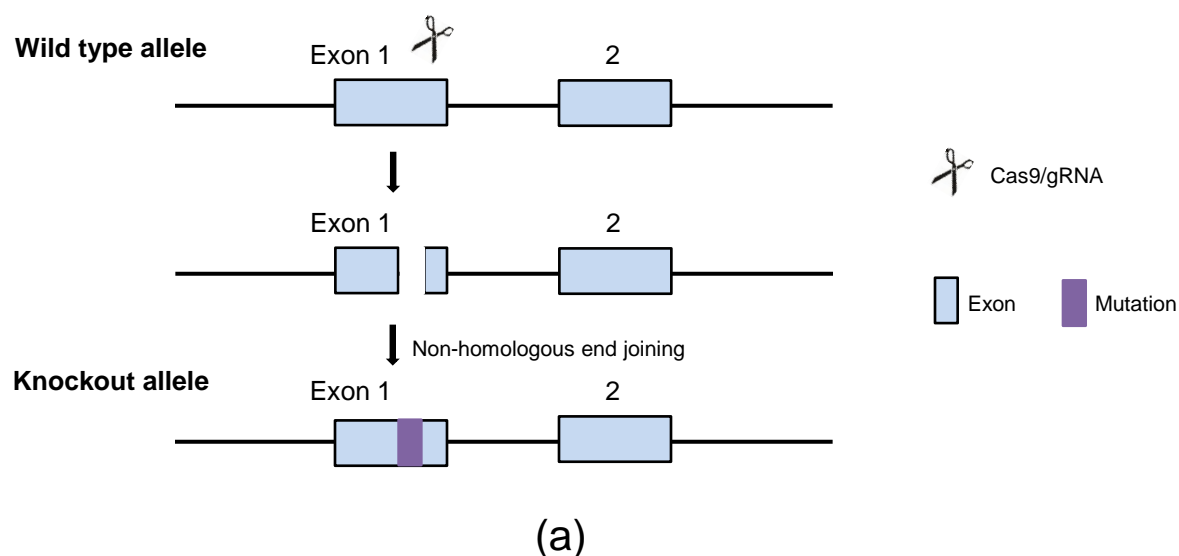 Wild type allele
Exon 1
2
Cas9/gRNA
Exon 1
2
Exon
Mutation
Non-homologous end joining
Knockout allele
Exon 1
2
(a)